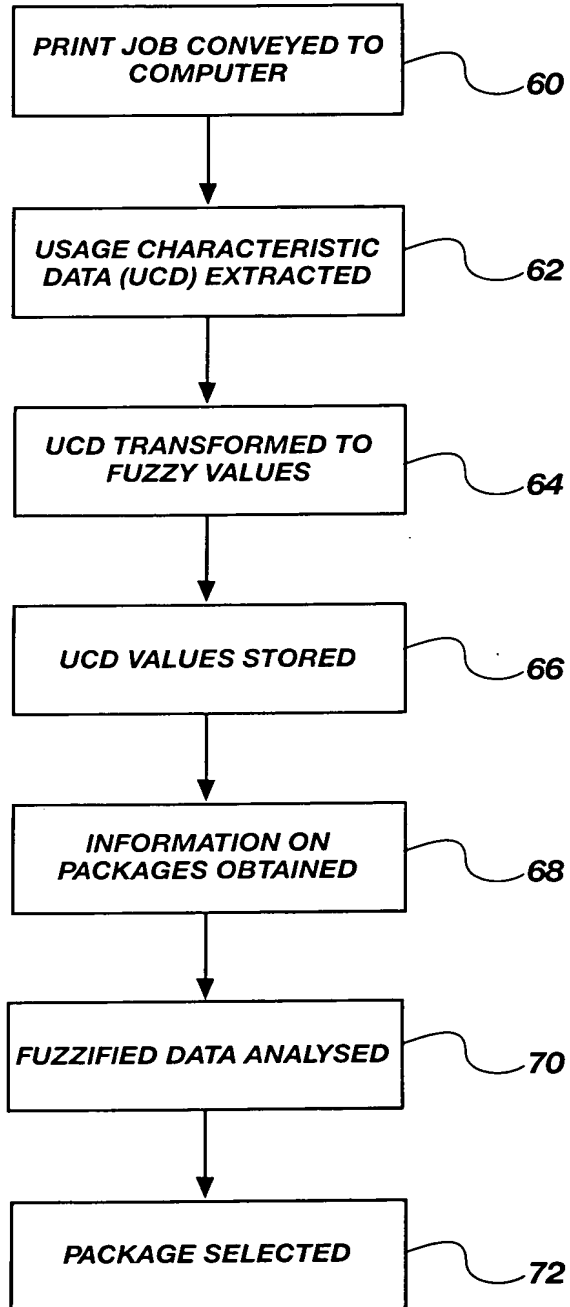 PRINT JOB CONVEYED TO
COMPUTER
60
USAGE CHARACTERISTIC
DATA (UCD) EXTRACTED
62
UCD TRANSFORMED TO
FUZZY VALUES
64
UCD VALUES STORED
66
INFORMATION ON
PACKAGES OBTAINED
68
FUZZIFIED DATA ANALYSED
70
PACKAGE SELECTED
72